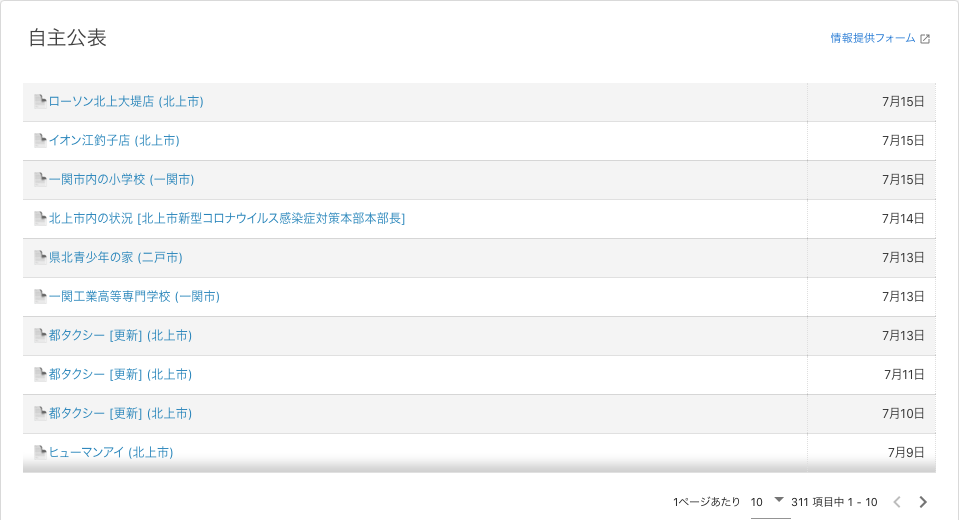 自主公表
情報提供フォーム
ローソン北上大堤店 (北上市) 7月15日
イオン江釣子店 (北上市) 7月15日
一関市内の小学校 (一関市) 7月15日
北上市内の状況 [北上市新型コロナウイルス感染症対策本部本部長] 7月14日
県北青少年の家 (二戸市) 7月13日
一関工業高等専門学校 (一関市) 7月13日
都タクシー [更新] (北上市) 7月13日
都タクシー [更新] (北上市) 7月11日
都タクシー [更新] (北上市) 7月10日
ヒューマンアイ (北上市) 7月9日
1ページあたり 10 311 項目中 1 - 10